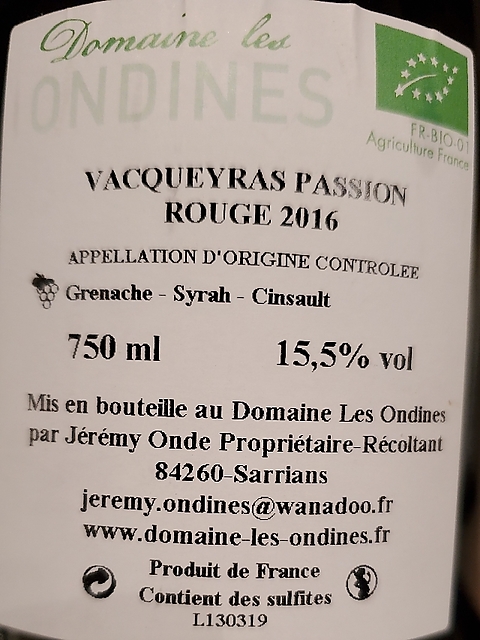 Domaine les
ONDINES
FR-BIO-01
Agriculture France
VACQUEYRAS PASSION
ROUGE 2016
APPELLATION D'ORIGINE CONTROLEE
Grenache - Syrah - Cinsault
750 ml 15,5% vol
Mis en bouteille au Domaine Les Ondines
par Jérémy Onde Propriétaire-Récoltant
84260-Sarrians
jeremy.ondines@wanadoo.fr
www.domaine-les-ondines.fr
Produit de France
Contient des sulfites
L130319